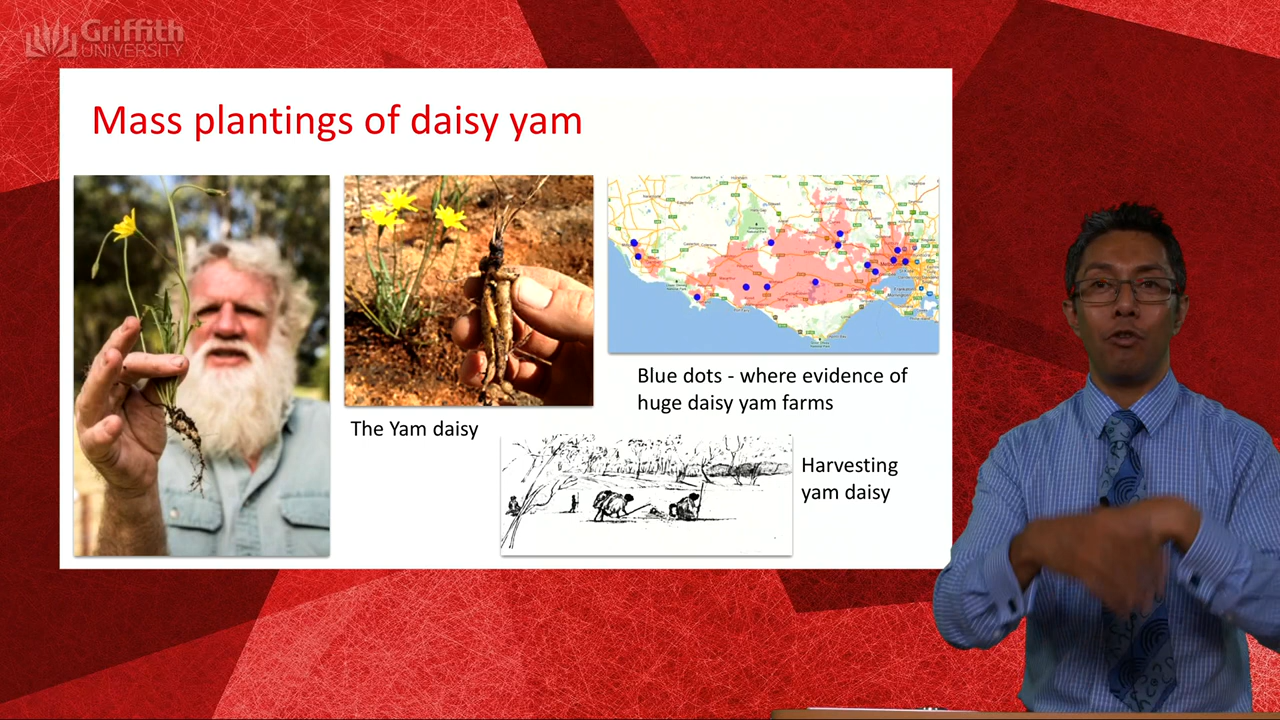 Griffith
UNIVERSITY
Mass plantings of daisy yam
Blue dots - where evidence of
huge daisy yam farms
The Yam daisy
Harvesting
yam daisy